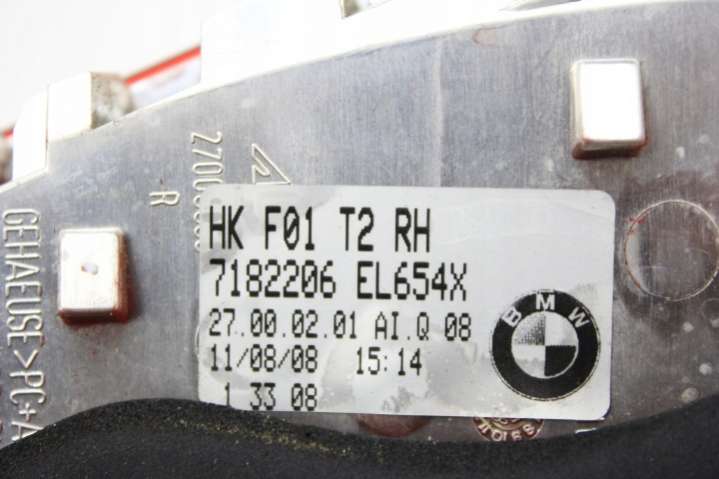 HK F01 T2 RH
7182206 EL654X
27.00.02.01 AI.Q 08
11/08/08 15:14
1 33 08
BMW
R
GEHAEUSE >PC+A